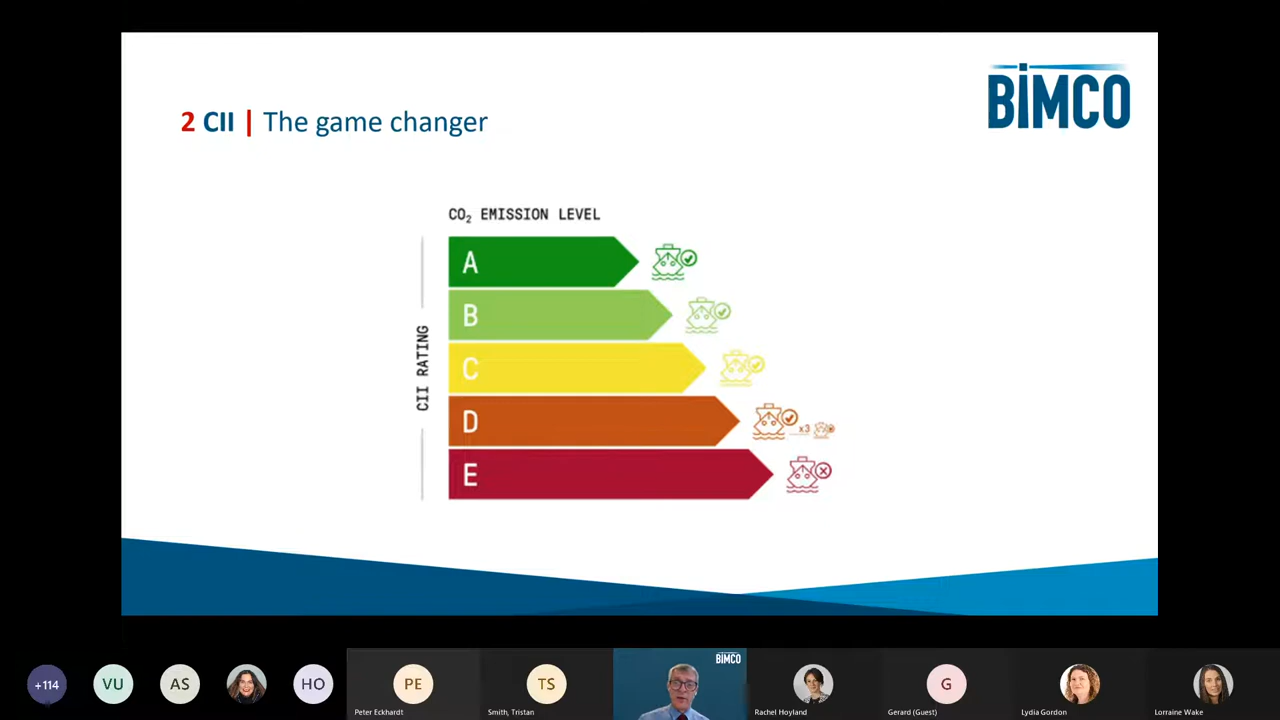 BIMCO
2 CII | The game changer
CO₂ EMISSION LEVEL
CII RATING
A
B
C
D
x3
E
+114
VU
AS
HO
PE
TS
BIMCO
G
Peter Eckhardt
Smith, Tristan
Rachel Hoyland
Gerard (Guest)
Lydia Gordon
Lorraine Wake